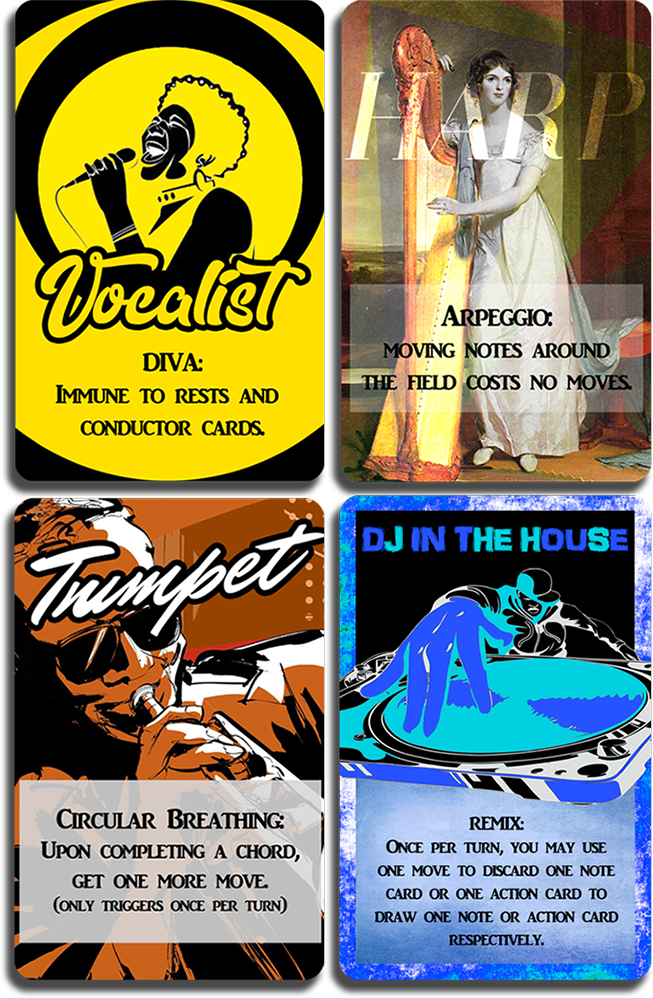 Vocalist
DIVA:
IMMUNE TO RESTS AND
CONDUCTOR CARDS.
HARP
ARPEGGIO:
MOVING NOTES AROUND
THE FIELD COSTS NO MOVES.
Trumpet
CIRCULAR BREATHING:
UPON COMPLETING A CHORD,
GET ONE MORE MOVE.
(ONLY TRIGGERS ONCE PER TURN)
DJ IN THE HOUSE
REMIX:
ONCE PER TURN, YOU MAY USE
ONE MOVE TO DISCARD ONE NOTE
CARD OR ONE ACTION CARD TO
DRAW ONE NOTE OR ACTION CARD
RESPECTIVELY.